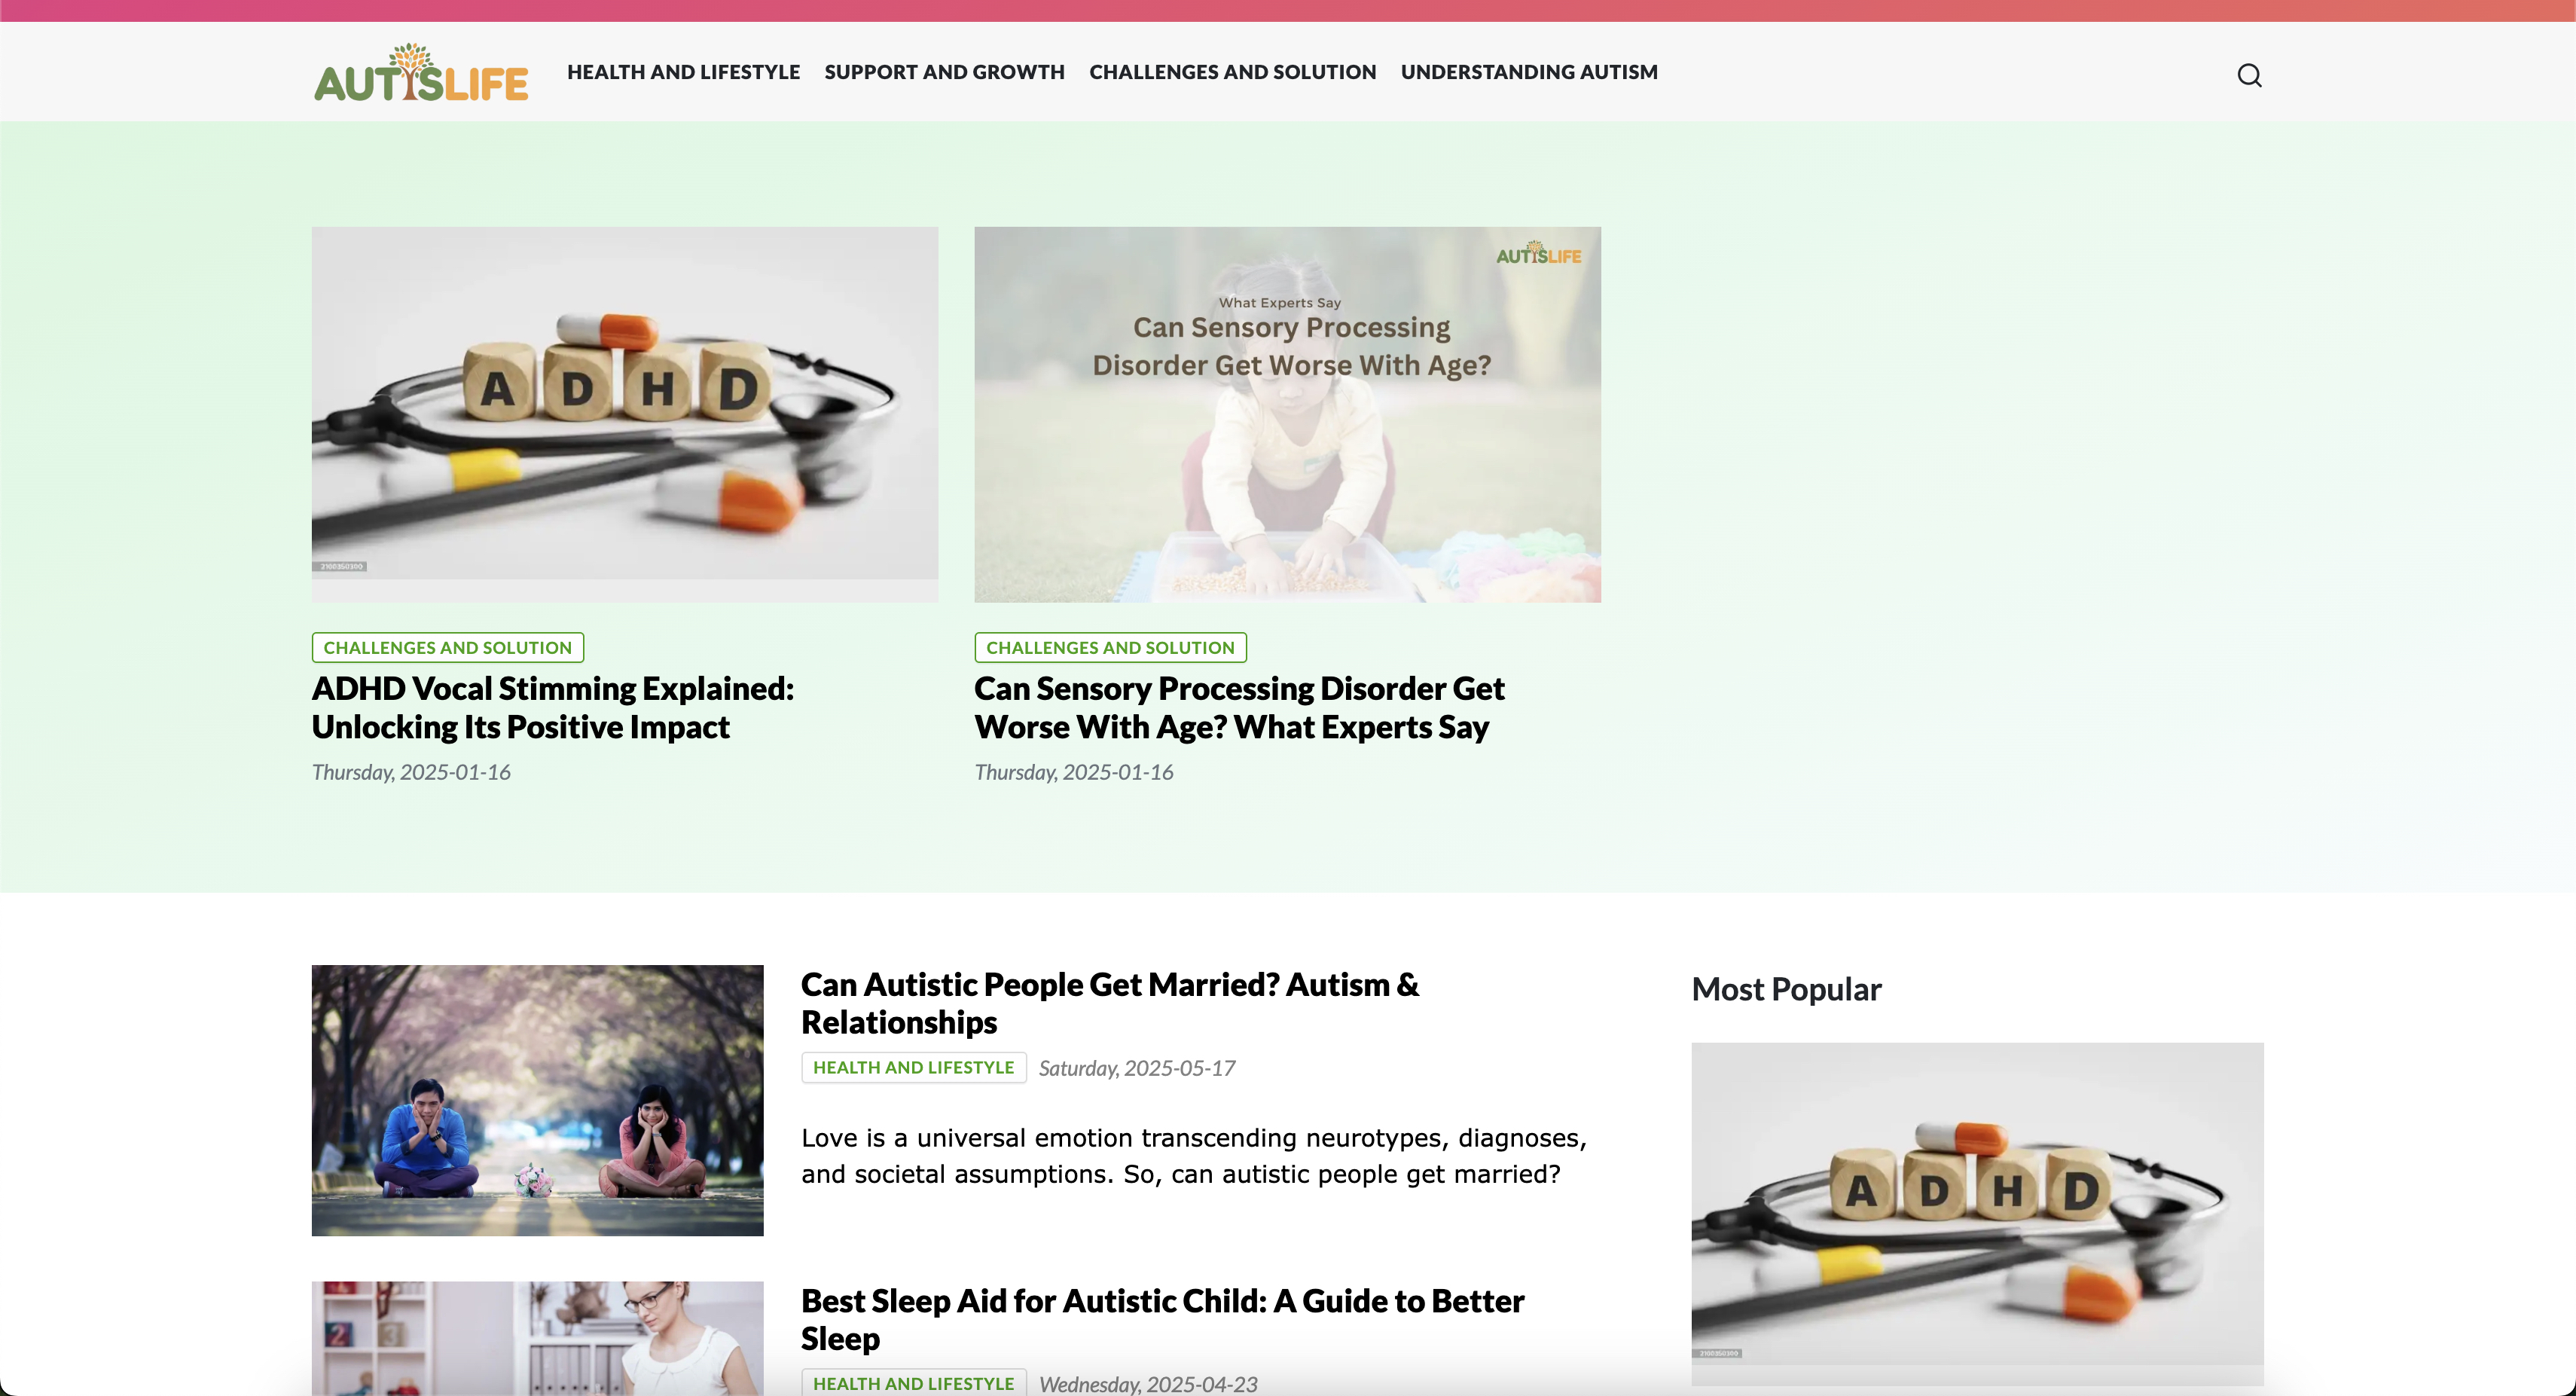 AUTISLIFE
HEALTH AND LIFESTYLE
SUPPORT AND GROWTH
CHALLENGES AND SOLUTION
UNDERSTANDING AUTISM
A D H D
2100350300
CHALLENGES AND SOLUTION
ADHD Vocal Stimming Explained:
Unlocking Its Positive Impact
Thursday, 2025-01-16
AUTISLIFE
What Experts Say
Can Sensory Processing
Disorder Get Worse With Age?
CHALLENGES AND SOLUTION
Can Sensory Processing Disorder Get
Worse With Age? What Experts Say
Thursday, 2025-01-16
Can Autistic People Get Married? Autism &
Relationships
HEALTH AND LIFESTYLE
Saturday, 2025-05-17
Love is a universal emotion transcending neurotypes, diagnoses,
and societal assumptions. So, can autistic people get married?
2 3
Best Sleep Aid for Autistic Child: A Guide to Better
Sleep
HEALTH AND LIFESTYLE
Wednesday, 2025-04-23
Most Popular
A D H D
2100350300